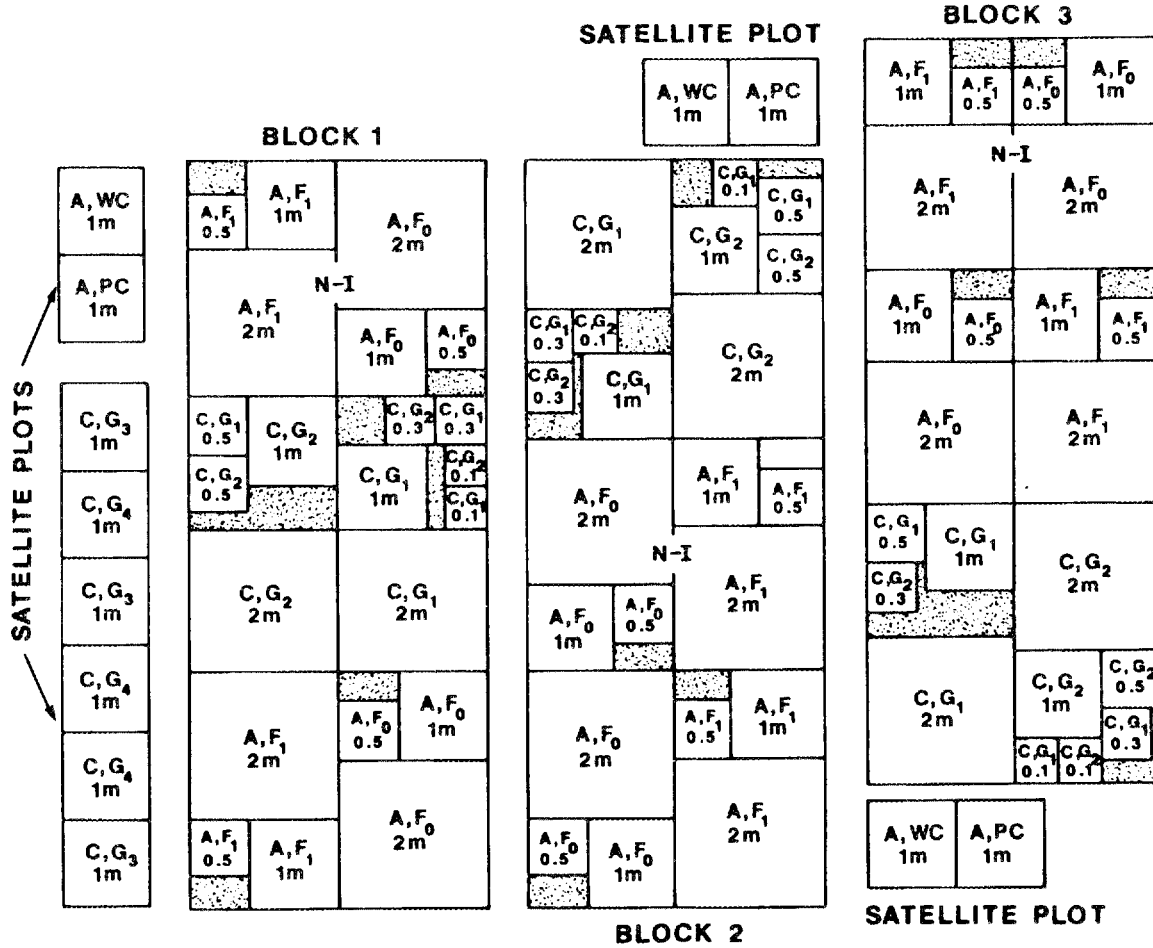 SATELLITE PLOT
BLOCK 3
A, WC
1m
A, PC
1m
A, F1
1m
A, F1
0.5
A, F0
0.5
A, F0
1m
N-I
A, F1
2m
A, F0
2m
A, F0
1m
A, F0
0.5
A, F1
1m
A, F1
0.5
A, F0
2m
A, F1
2m
C, G1
0.5
C, G1
1m
C, G2
0.3
C, G2
2m
C, G1
2m
C, G2
1m
C, G2
0.5
C, G1
0.3
C, G1
0.1
C, G2
0.1
A, WC
1m
A, PC
1m
SATELLITE PLOT
BLOCK 1
A, WC
1m
A, PC
1m
SATELLITE PLOTS
C, G3
1m
C, G4
1m
C, G3
1m
C, G4
1m
C, G4
1m
C, G3
1m
A, F1
0.5
A, F1
1m
A, F0
2m
N-I
A, F1
2m
A, F0
1m
A, F0
0.5
C, G1
0.5
C, G2
1m
C, G2
0.5
C, G2
0.3
C, G1
0.3
C, G1
1m
C, G2
0.1
C, G1
0.1
C, G2
2m
C, G1
2m
A, F1
2m
A, F0
0.5
A, F0
1m
A, F0
2m
A, F1
0.5
A, F1
1m
C, G1
2m
C, G1
0.1
C, G1
0.5
C, G2
1m
C, G2
0.5
C, G1
0.3
C, G2
0.1
C, G2
0.3
C, G1
1m
C, G2
2m
A, F0
2m
A, F1
1m
A, F1
0.5
N-I
A, F1
2m
A, F0
1m
A, F0
0.5
A, F0
2m
A, F1
0.5
A, F1
1m
A, F1
2m
A, F0
0.5
A, F0
1m
BLOCK 2